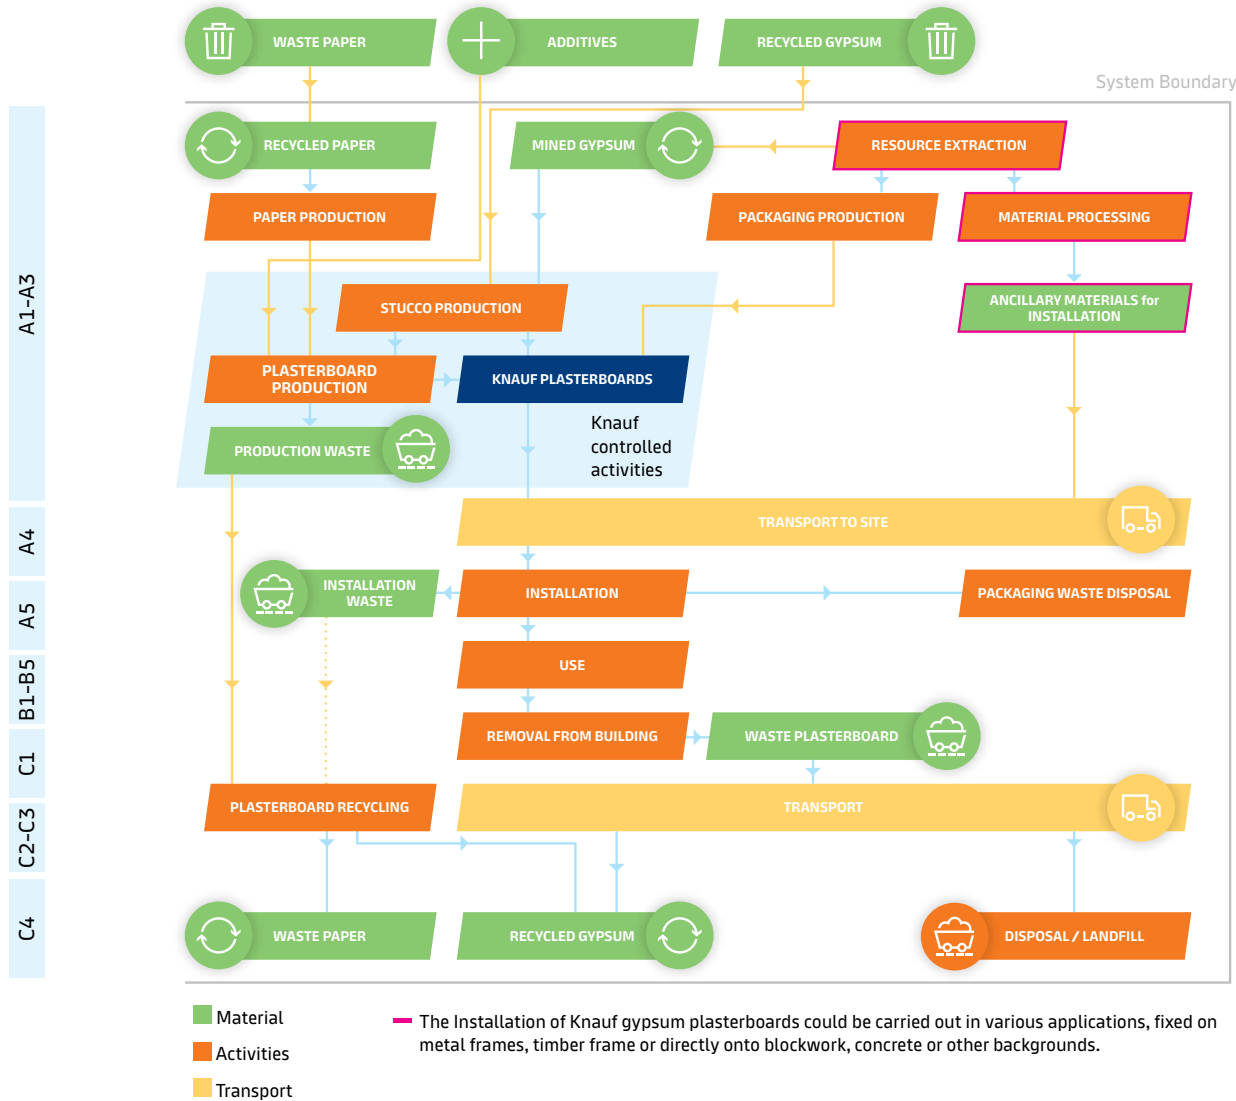 WASTE PAPER
ADDITIVES
RECYCLED GYPSUM
System Boundary
A1-A3
RECYCLED PAPER
MINED GYPSUM
RESOURCE EXTRACTION
PAPER PRODUCTION
PACKAGING PRODUCTION
MATERIAL PROCESSING
STUCCO PRODUCTION
ANCILLARY MATERIALS for
INSTALLATION
PLASTERBOARD
PRODUCTION
KNAUF PLASTERBOARDS
Knauf
controlled
activities
PRODUCTION WASTE
A4
TRANSPORT TO SITE
A5
INSTALLATION
WASTE
INSTALLATION
PACKAGING WASTE DISPOSAL
B1-B5
USE
C1
REMOVAL FROM BUILDING
WASTE PLASTERBOARD
C2-C3
PLASTERBOARD RECYCLING
TRANSPORT
C4
WASTE PAPER
RECYCLED GYPSUM
DISPOSAL / LANDFILL
Material
Activities
Transport
The Installation of Knauf gypsum plasterboards could be carried out in various applications, fixed on
metal frames, timber frame or directly onto blockwork, concrete or other backgrounds.